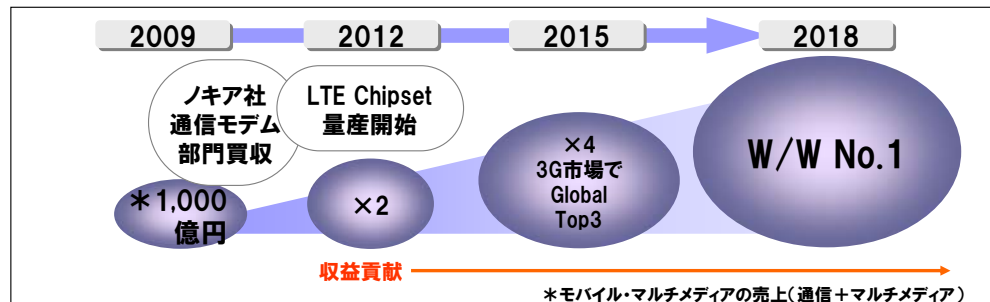 2009
2012
2015
2018
ノキア社
通信モデム
部門買収
LTE Chipset
量産開始
＊1,000
億円
×2
×4
3G市場で
Global
Top3
W/W No.1
収益貢献
＊モバイル・マルチメディアの売上（通信＋マルチメディア）